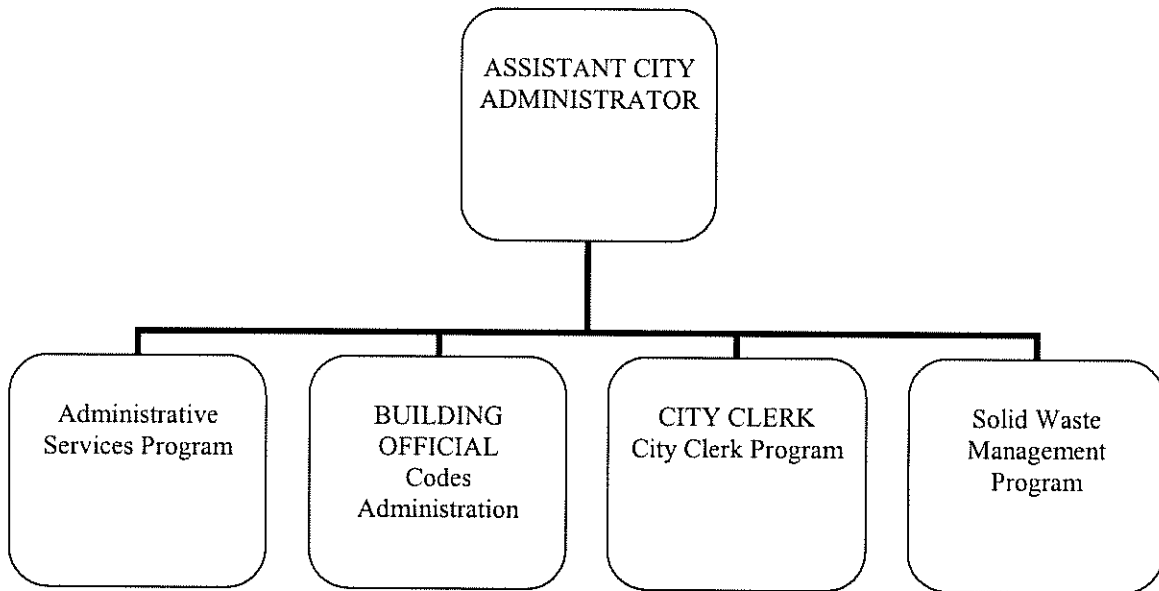 ASSISTANT CITY
ADMINISTRATOR
Administrative
Services Program
BUILDING
OFFICIAL
Codes
Administration
CITY CLERK
City Clerk Program
Solid Waste
Management
Program